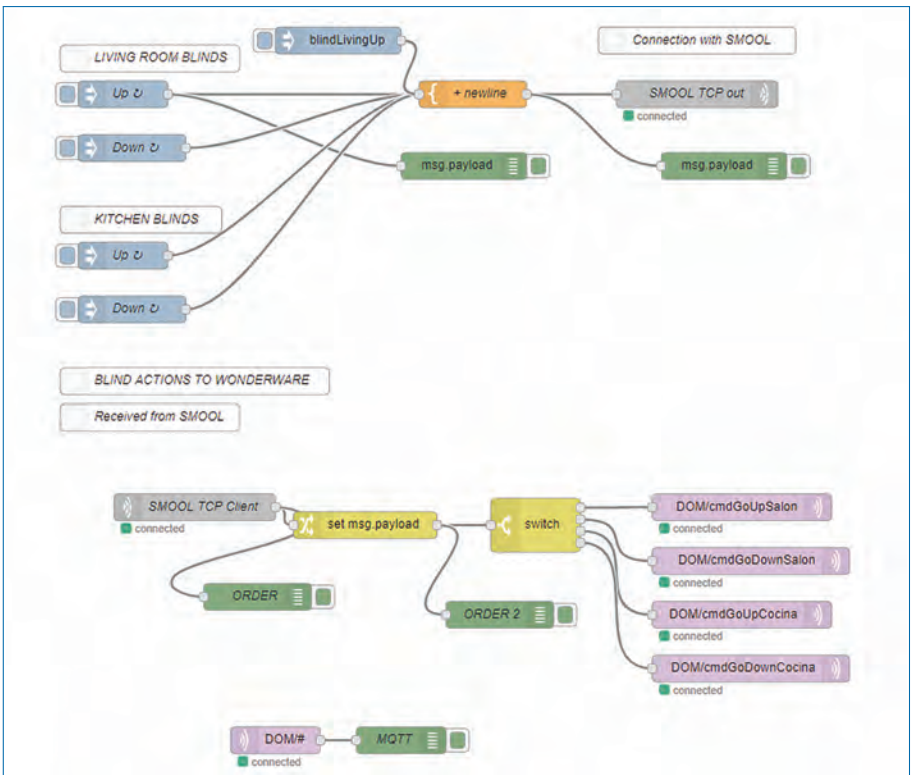 blindLivingUp
Connection with SMOOL
LIVING ROOM BLINDS
Up ↻
+ newline
SMOOL TCP out
connected
Down ↻
msg.payload
msg.payload
KITCHEN BLINDS
Up ↻
Down ↻
BLIND ACTIONS TO WONDERWARE
Received from SMOOL
SMOOL TCP Client
connected
set msg.payload
switch
DOM/cmdGoUpSalon
connected
DOM/cmdGoDownSalon
connected
ORDER
ORDER 2
DOM/cmdGoUpCocina
connected
DOM/cmdGoDownCocina
connected
DOM/#
connected
MQTT